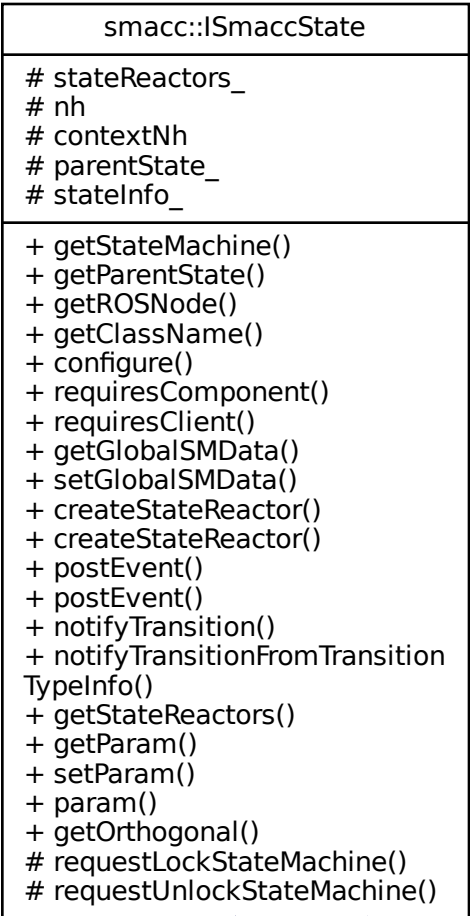 smacc::ISmaccState
# stateReactors_
# nh
# contextNh
# parentState_
# stateInfo_
+ getStateMachine()
+ getParentState()
+ getROSNode()
+ getClassName()
+ configure()
+ requiresComponent()
+ requiresClient()
+ getGlobalSMData()
+ setGlobalSMData()
+ createStateReactor()
+ createStateReactor()
+ postEvent()
+ postEvent()
+ notifyTransition()
+ notifyTransitionFromTransition
TypeInfo()
+ getStateReactors()
+ getParam()
+ setParam()
+ param()
+ getOrthogonal()
# requestLockStateMachine()
# requestUnlockStateMachine()